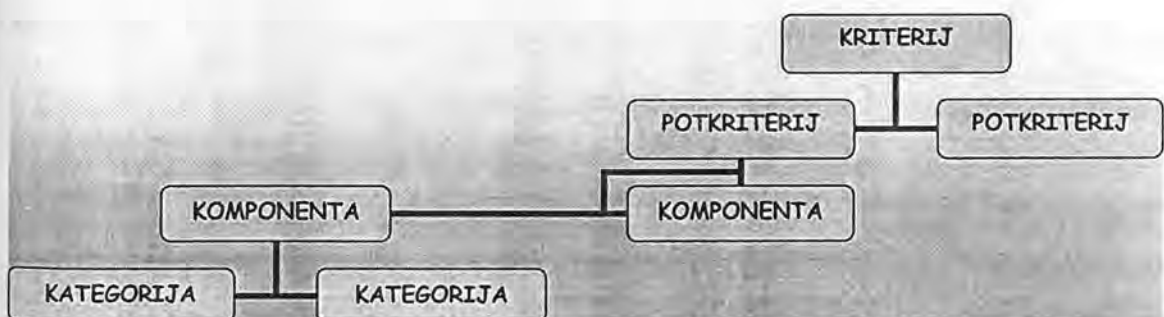 KRITERIJ
POTKRITERIJ
POTKRITERIJ
KOMPONENTA
KOMPONENTA
KATEGORIJA
KATEGORIJA